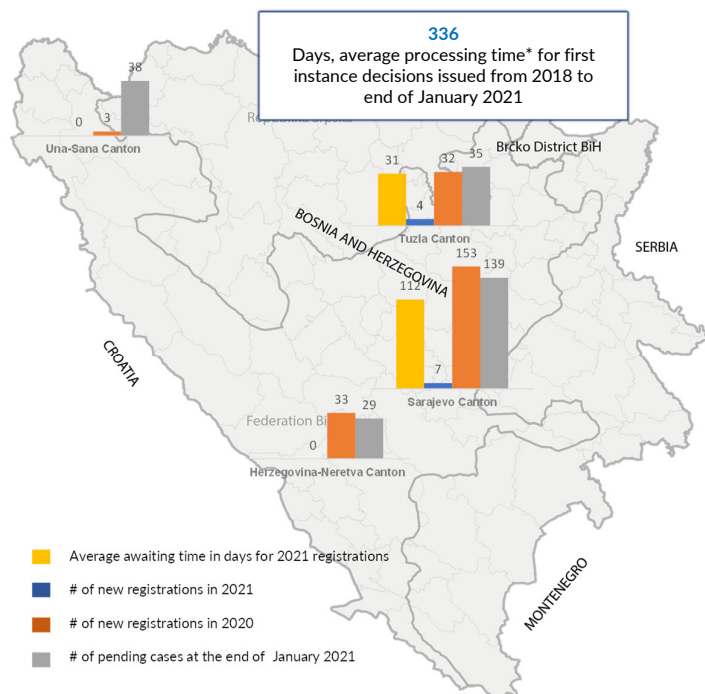 336
Days, average processing time* for first
instance decisions issued from 2018 to
end of January 2021
38
0
3
Una-Sana Canton
Brčko District BiH
31
4
32
35
Tuzla Canton
BOSNIA AND HERZEGOVINA
SERBIA
112
7
153
139
Sarajevo Canton
CROATIA
Federation Bi
0
33
29
Herzegovina-Neretva Canton
MONTENEGRO
Average awaiting time in days for 2021 registrations
# of new registrations in 2021
# of new registrations in 2020
# of pending cases at the end of January 2021